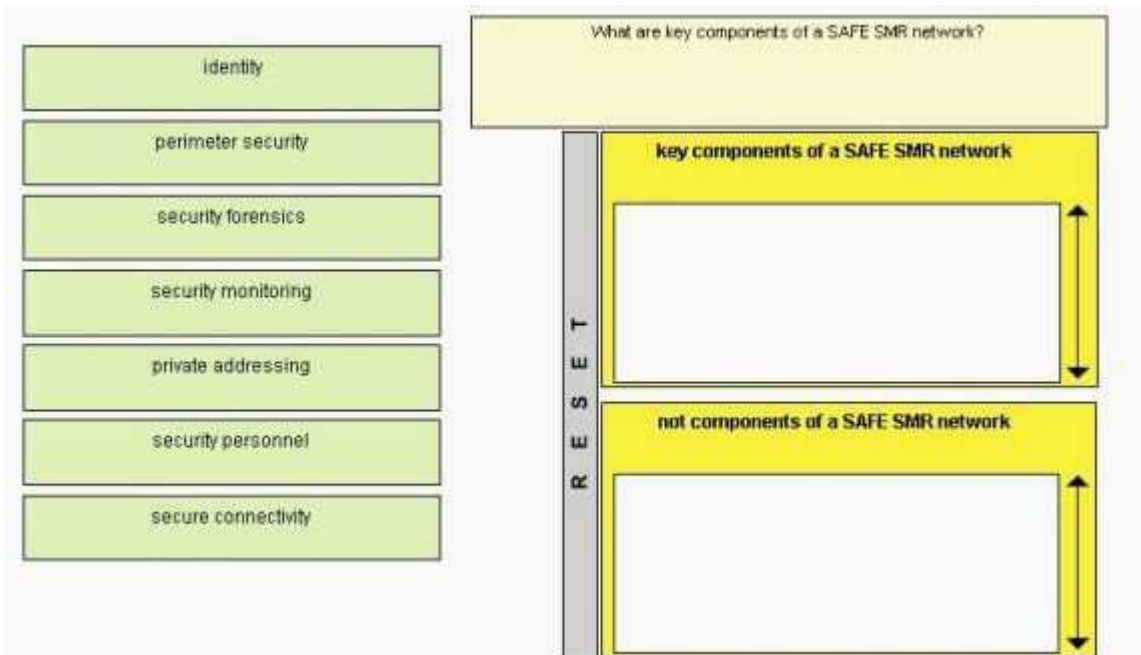 What are key components of a SAFE SMR network?
identity
perimeter security
security forensics
security monitoring
private addressing
security personnel
secure connectivity
RESET
key components of a SAFE SMR network
not components of a SAFE SMR network